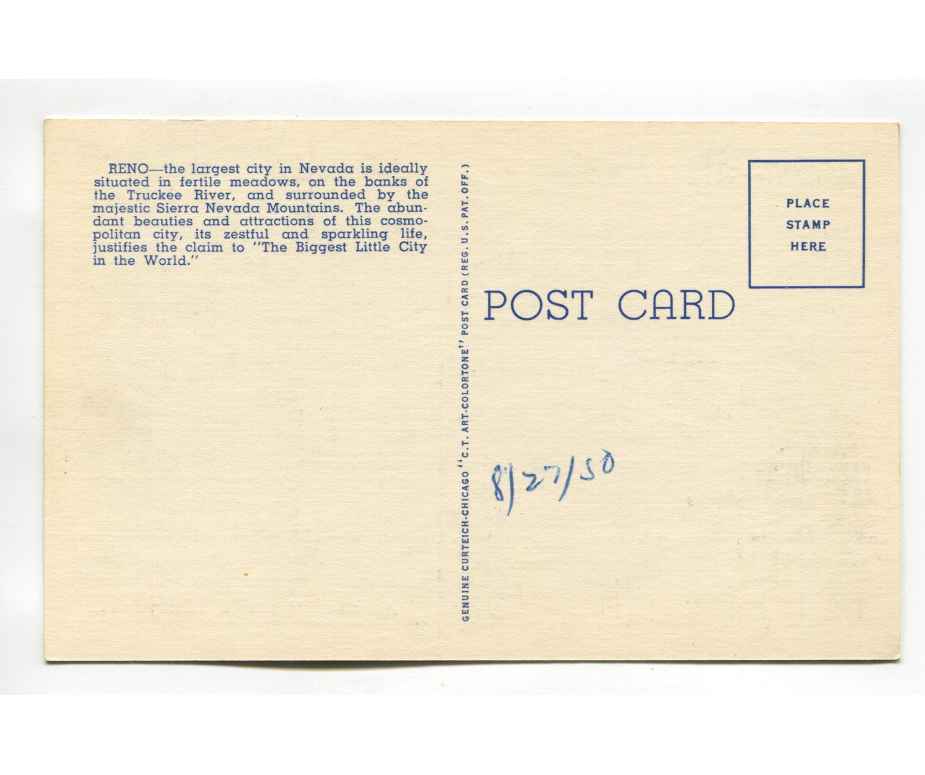 RENO—the largest city in Nevada is ideally
situated in fertile meadows, on the banks of
the Truckee River, and surrounded by the
majestic Sierra Nevada Mountains. The abun-
dant beauties and attractions of this cosmo-
politan city, its zestful and sparkling life,
justifies the claim to "The Biggest Little City
in the World."
GENUINE CURTEICH-CHICAGO "C.T. ART-COLORTONE" POST CARD (REG. U.S. PAT. OFF.)
PLACE
STAMP
HERE
POST CARD
8/27/50